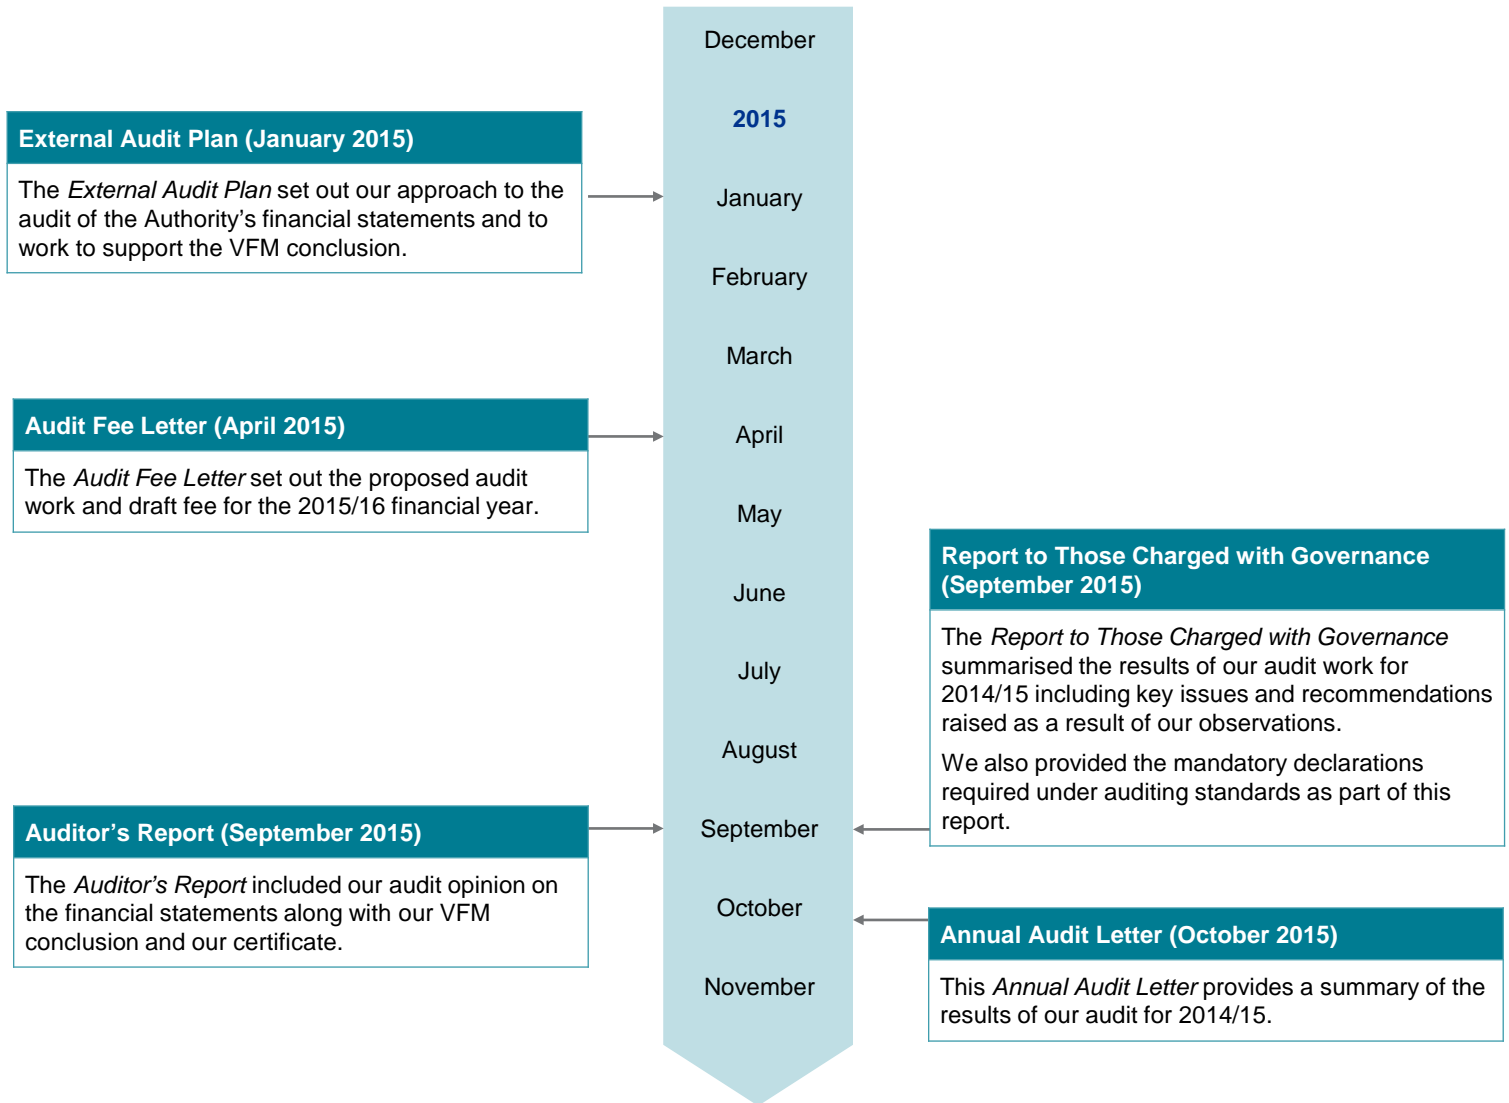 December
2015
January
February
March
April
May
June
July
August
September
October
November
External Audit Plan (January 2015)
The External Audit Plan set out our approach to the
audit of the Authority’s financial statements and to
work to support the VFM conclusion.
Audit Fee Letter (April 2015)
The Audit Fee Letter set out the proposed audit
work and draft fee for the 2015/16 financial year.
Auditor’s Report (September 2015)
The Auditor’s Report included our audit opinion on
the financial statements along with our VFM
conclusion and our certificate.
Report to Those Charged with Governance
(September 2015)
The Report to Those Charged with Governance
summarised the results of our audit work for
2014/15 including key issues and recommendations
raised as a result of our observations.
We also provided the mandatory declarations
required under auditing standards as part of this
report.
Annual Audit Letter (October 2015)
This Annual Audit Letter provides a summary of the
results of our audit for 2014/15.